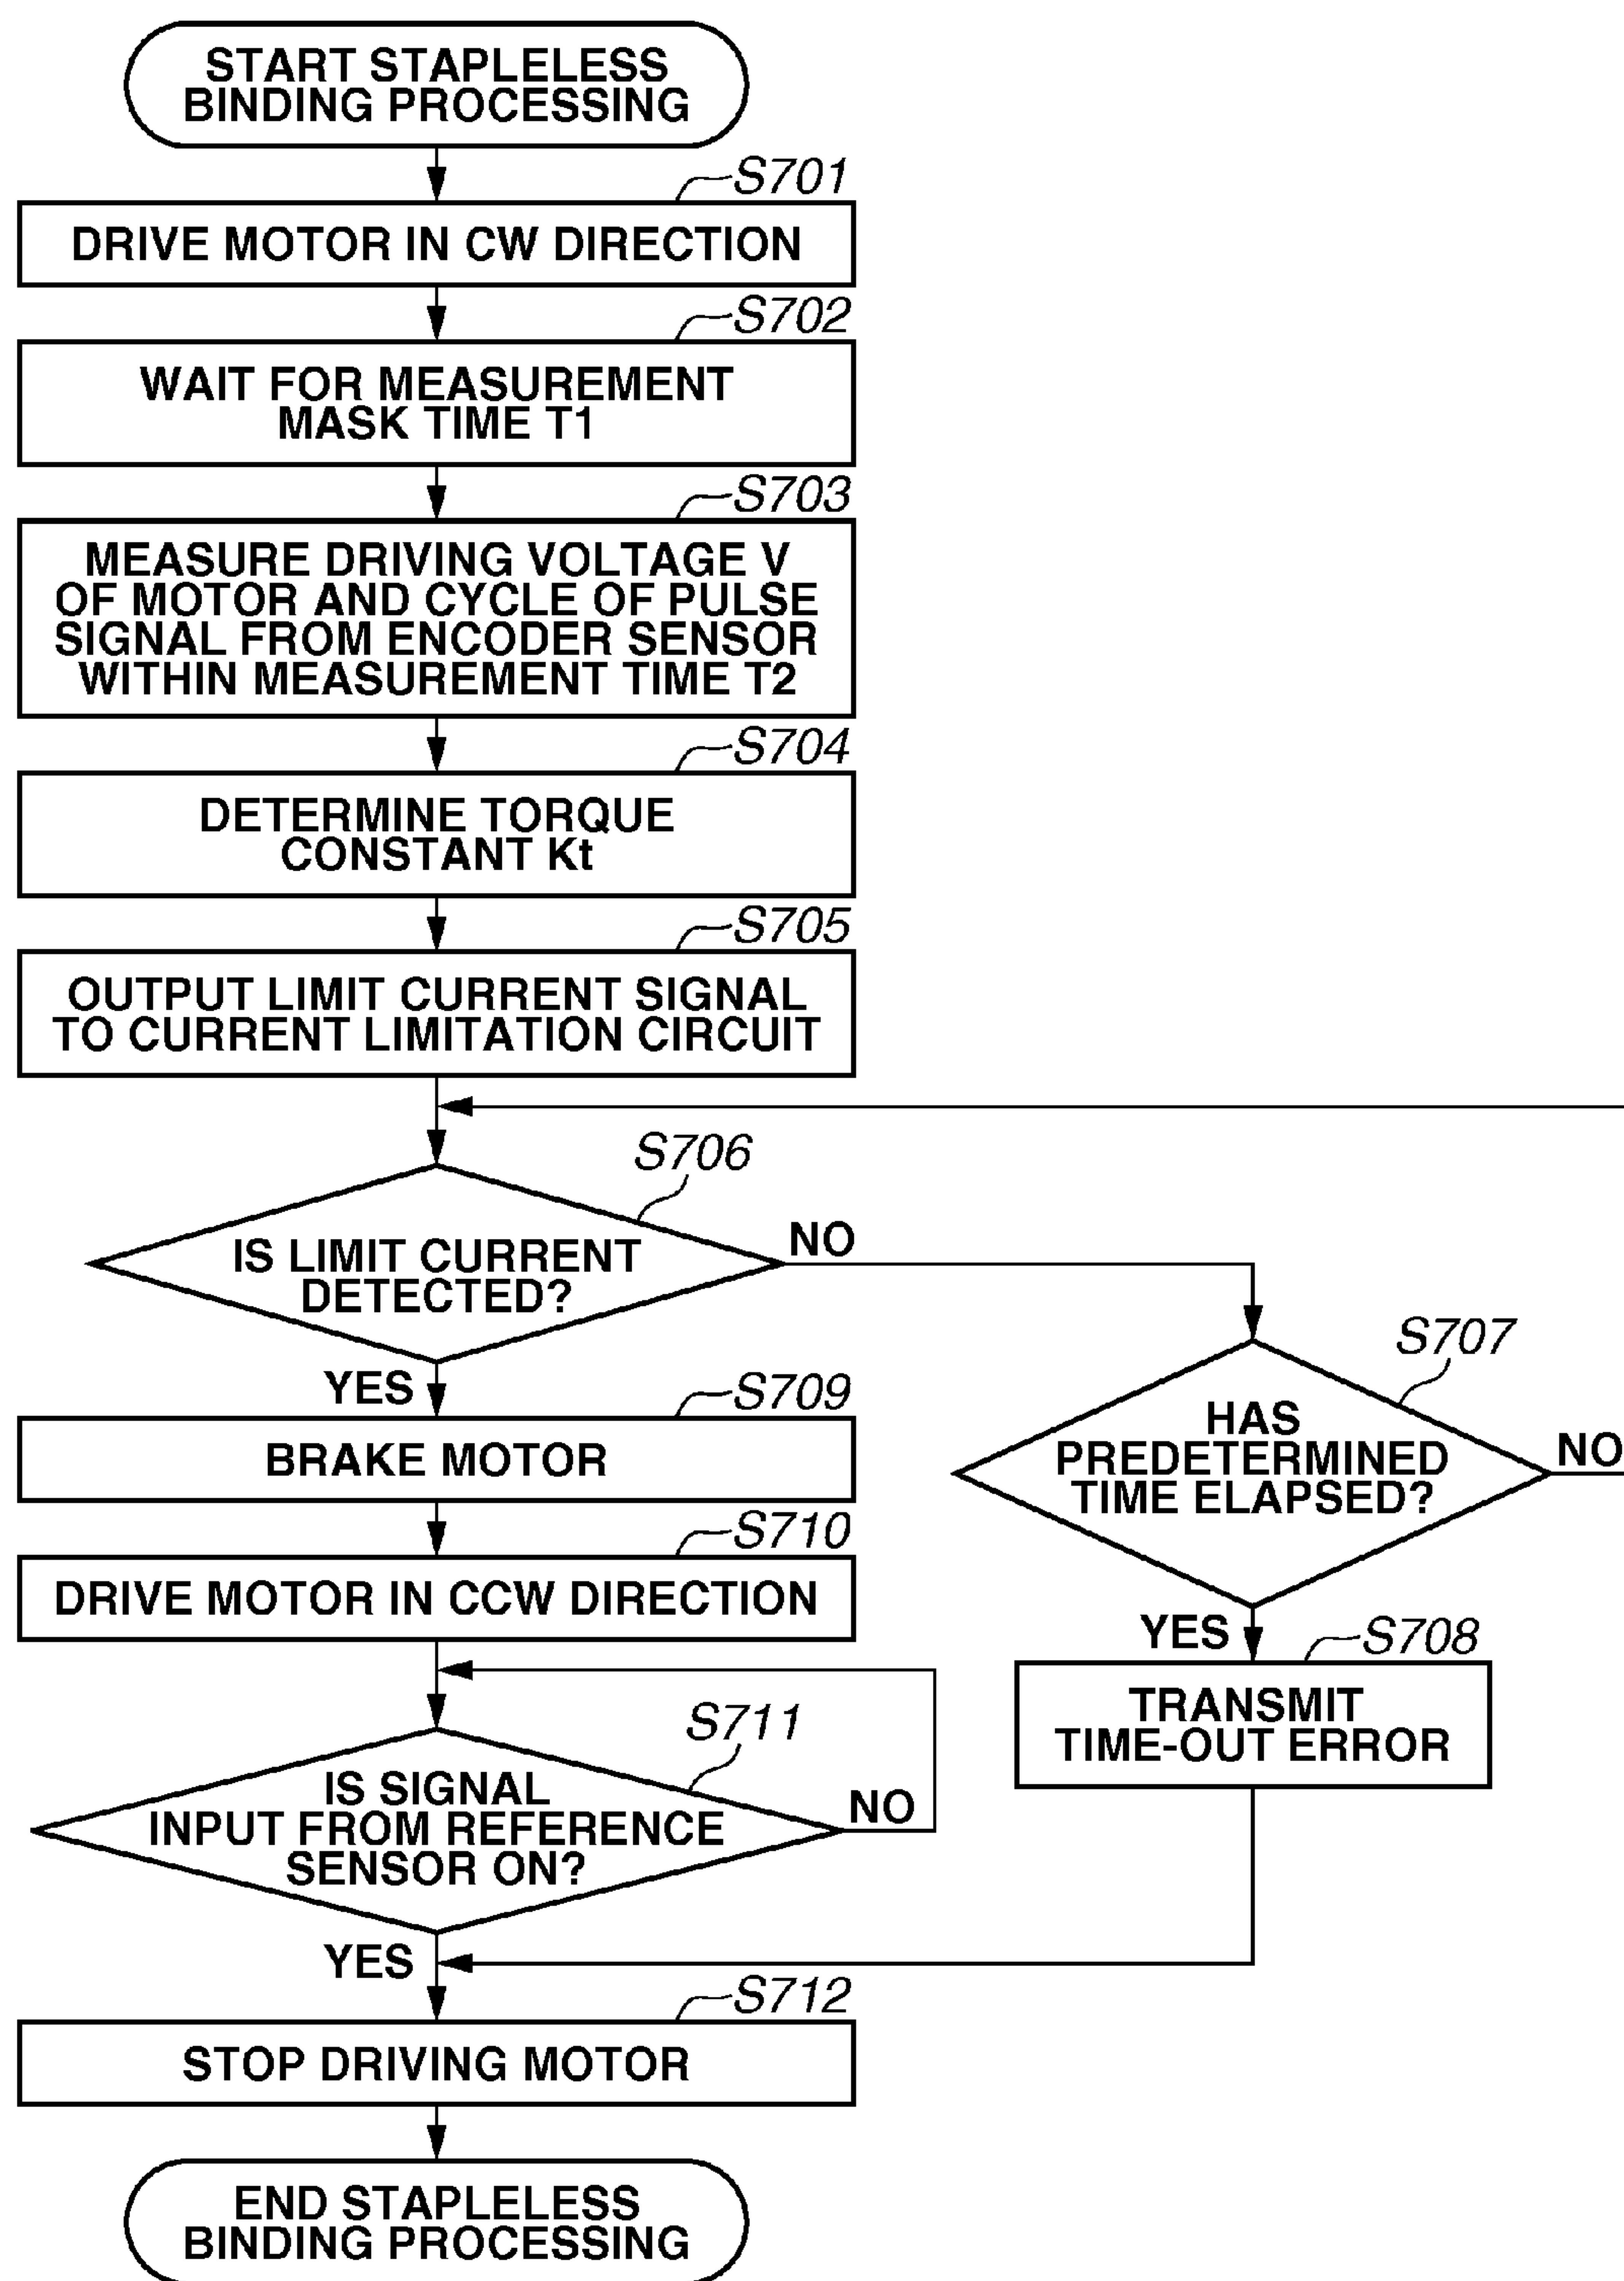 START STAPLELESS
BINDING PROCESSING
S701
DRIVE MOTOR IN CW DIRECTION
S702
WAIT FOR MEASUREMENT
MASK TIME T1
S703
MEASURE DRIVING VOLTAGE V
OF MOTOR AND CYCLE OF PULSE
SIGNAL FROM ENCODER SENSOR
WITHIN MEASUREMENT TIME T2
S704
DETERMINE TORQUE
CONSTANT Kt
S705
OUTPUT LIMIT CURRENT SIGNAL
TO CURRENT LIMITATION CIRCUIT
S706
IS LIMIT CURRENT
DETECTED?
NO
YES
S707
HAS
PREDETERMINED
TIME ELAPSED?
NO
YES
S708
TRANSMIT
TIME-OUT ERROR
S709
BRAKE MOTOR
S710
DRIVE MOTOR IN CCW DIRECTION
S711
IS SIGNAL
INPUT FROM REFERENCE
SENSOR ON?
NO
YES
S712
STOP DRIVING MOTOR
END STAPLELESS
BINDING PROCESSING